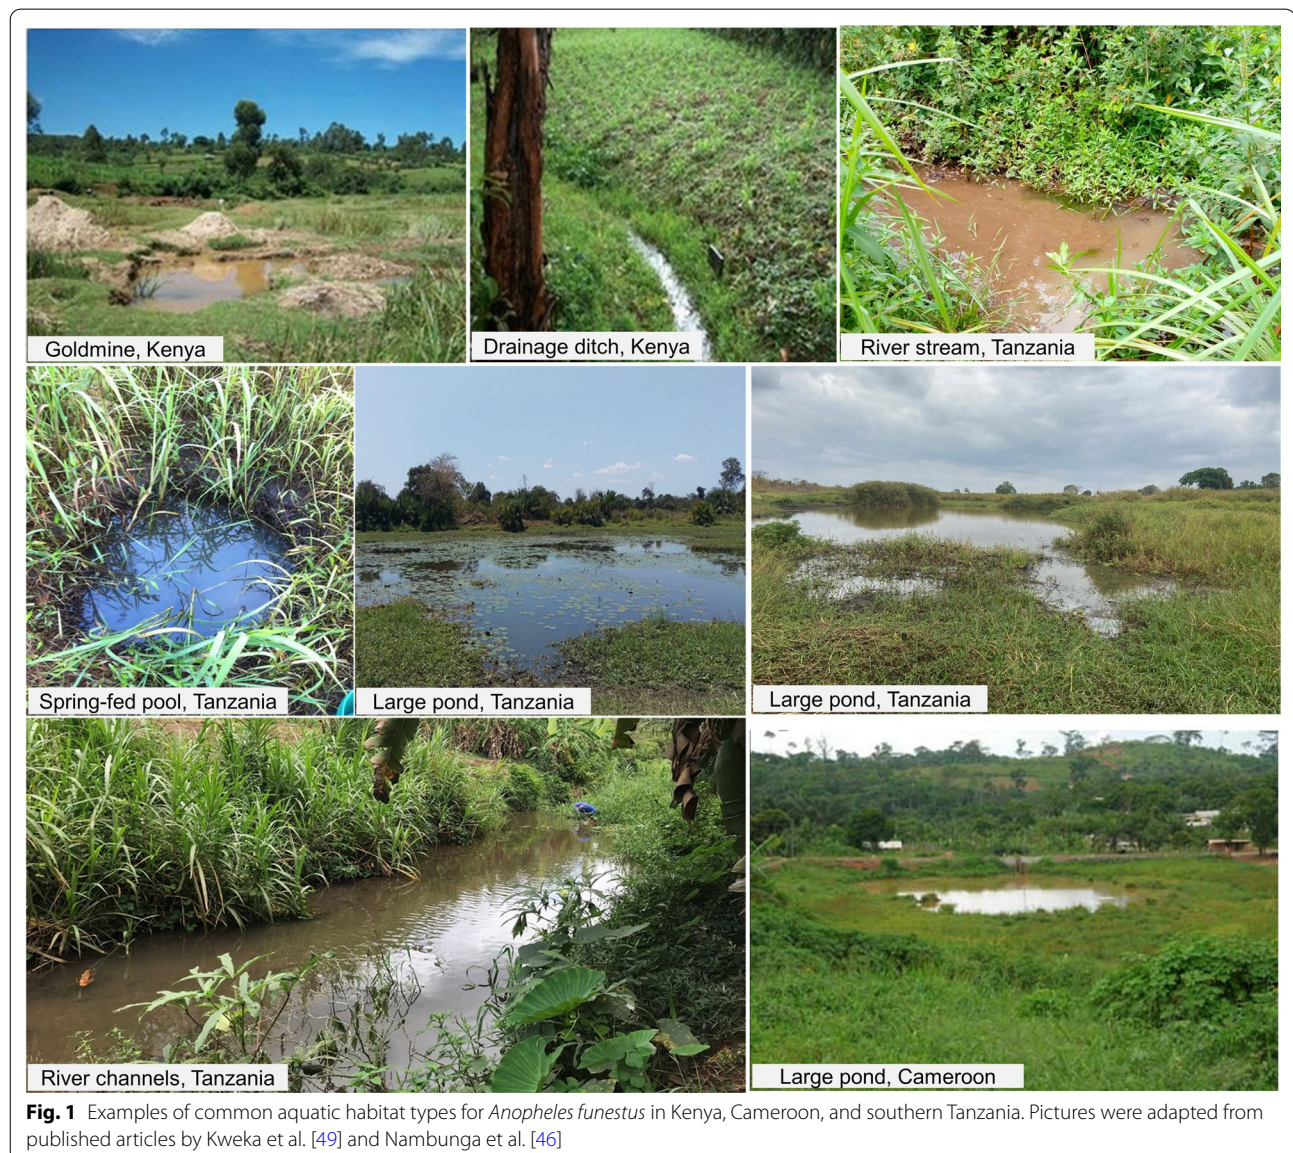 Goldmine, Kenya
Drainage ditch, Kenya
River stream, Tanzania
Spring-fed pool, Tanzania
Large pond, Tanzania
Large pond, Tanzania
River channels, Tanzania
Large pond, Cameroon
Fig. 1 Examples of common aquatic habitat types for Anopheles funestus in Kenya, Cameroon, and southern Tanzania. Pictures were adapted from
published articles by Kweka et al. [49] and Nambunga et al. [46]